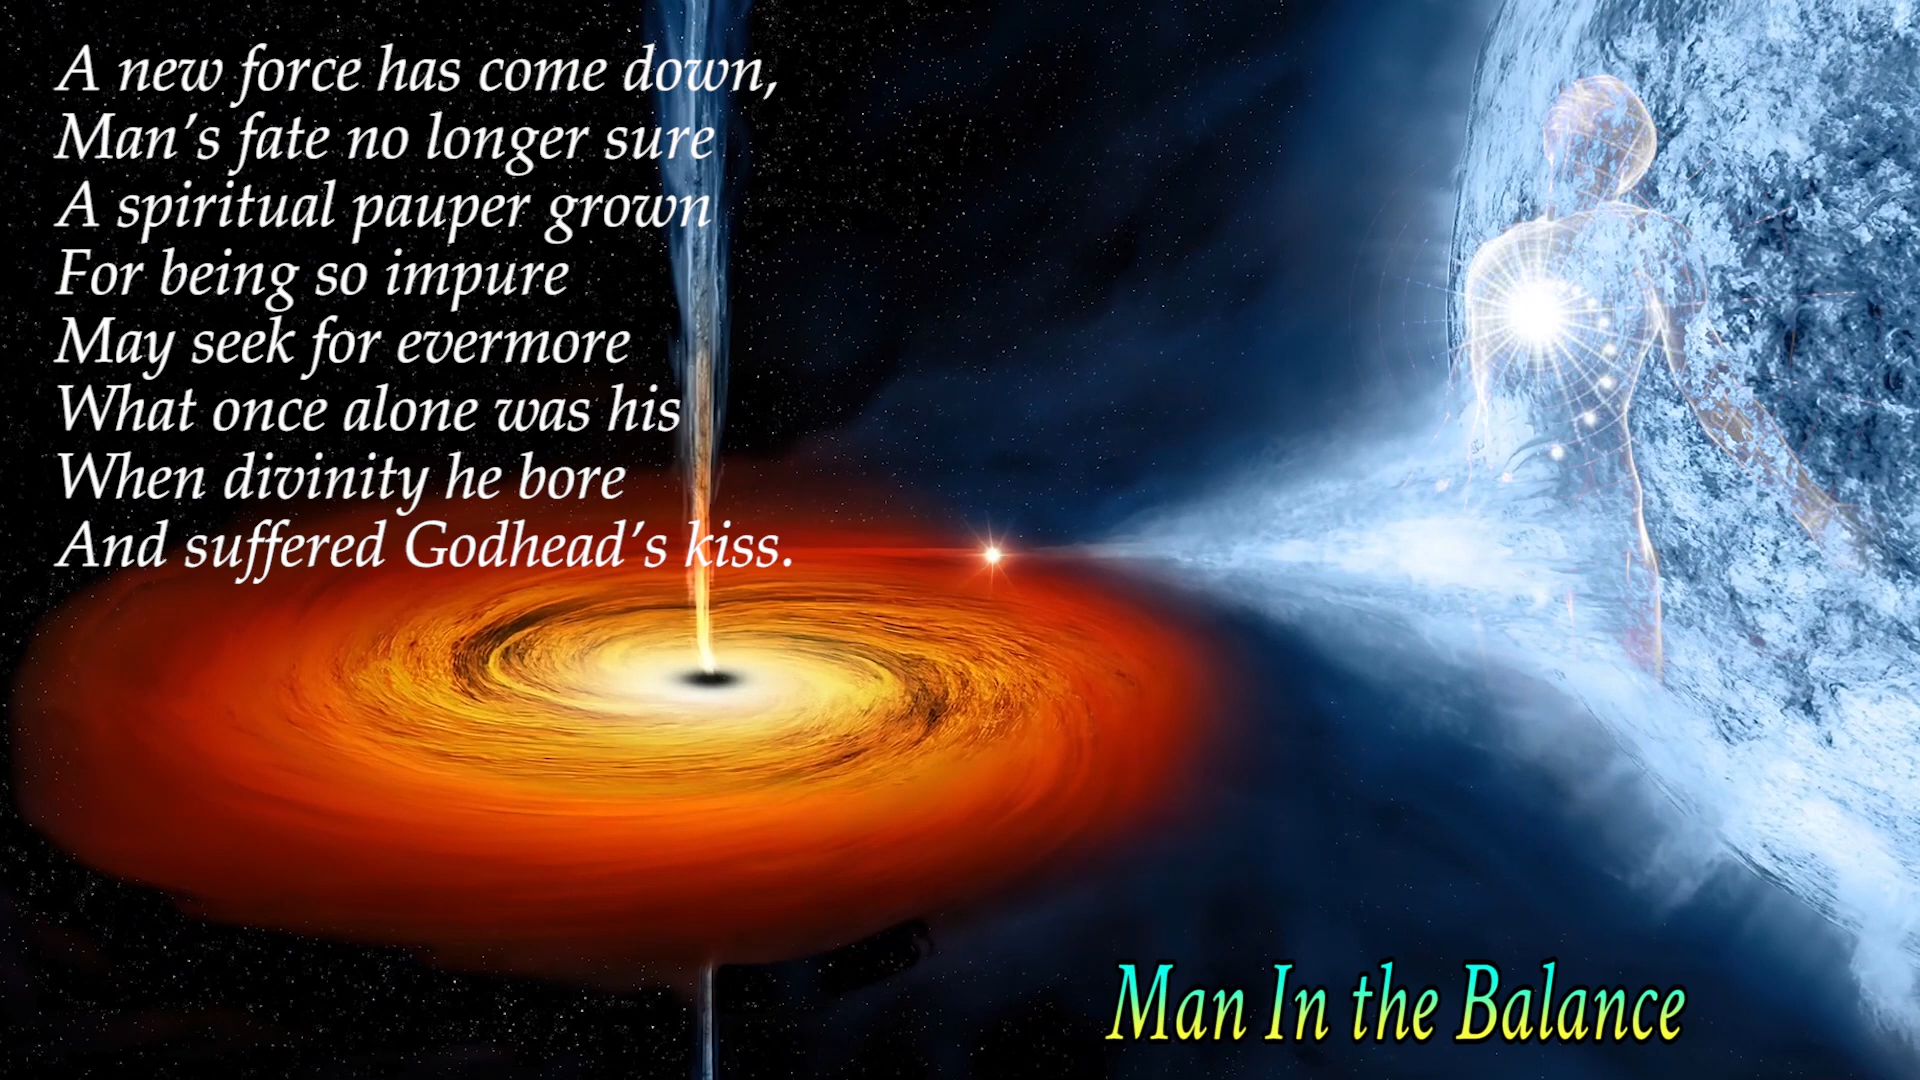 A new force has come down,
Man’s fate no longer sure
A spiritual pauper grown
For being so impure
May seek for evermore
What once alone was his
When divinity he bore
And suffered Godhead’s kiss.
Man In the Balance